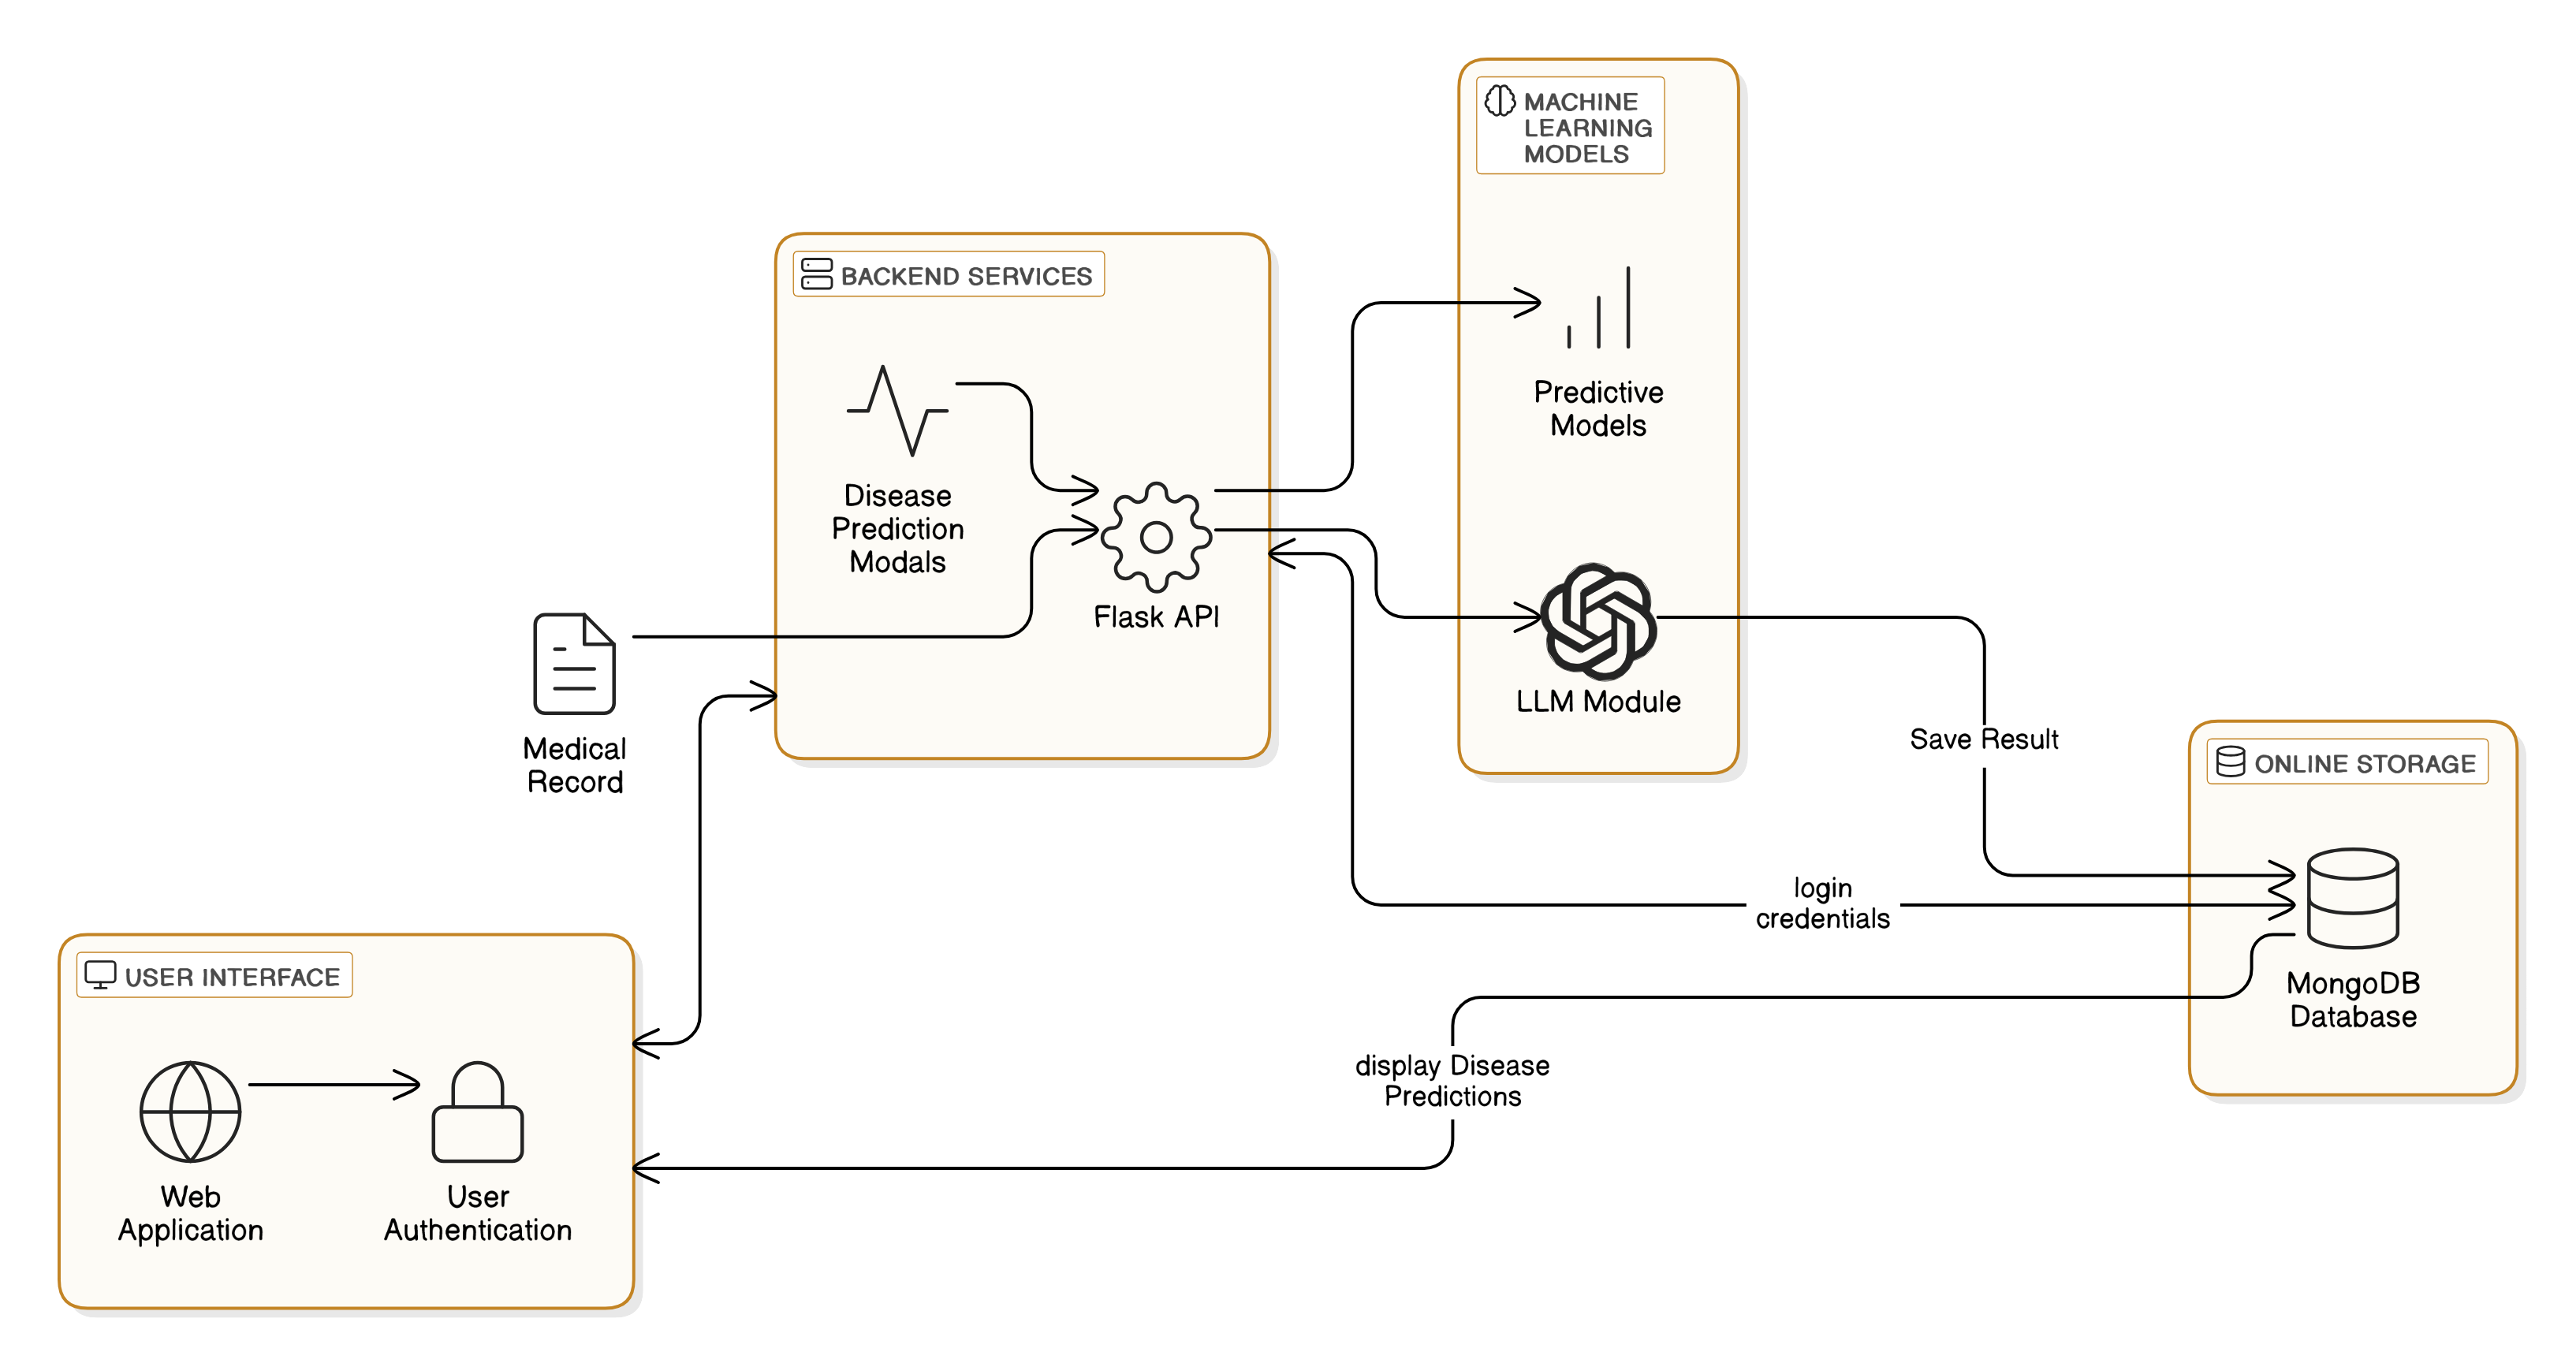 MACHINE
LEARNING
MODELS
Predictive
Models
LLM Module
BACKEND SERVICES
Disease
Prediction
Modals
Flask API
Medical
Record
Save Result
ONLINE STORAGE
login
credentials
MongoDB
Database
display Disease
Predictions
USER INTERFACE
Web
Application
User
Authentication